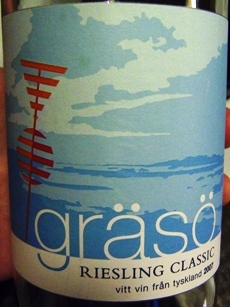 gräsö
RIESLING CLASSIC
vitt vin från tyskland 2007